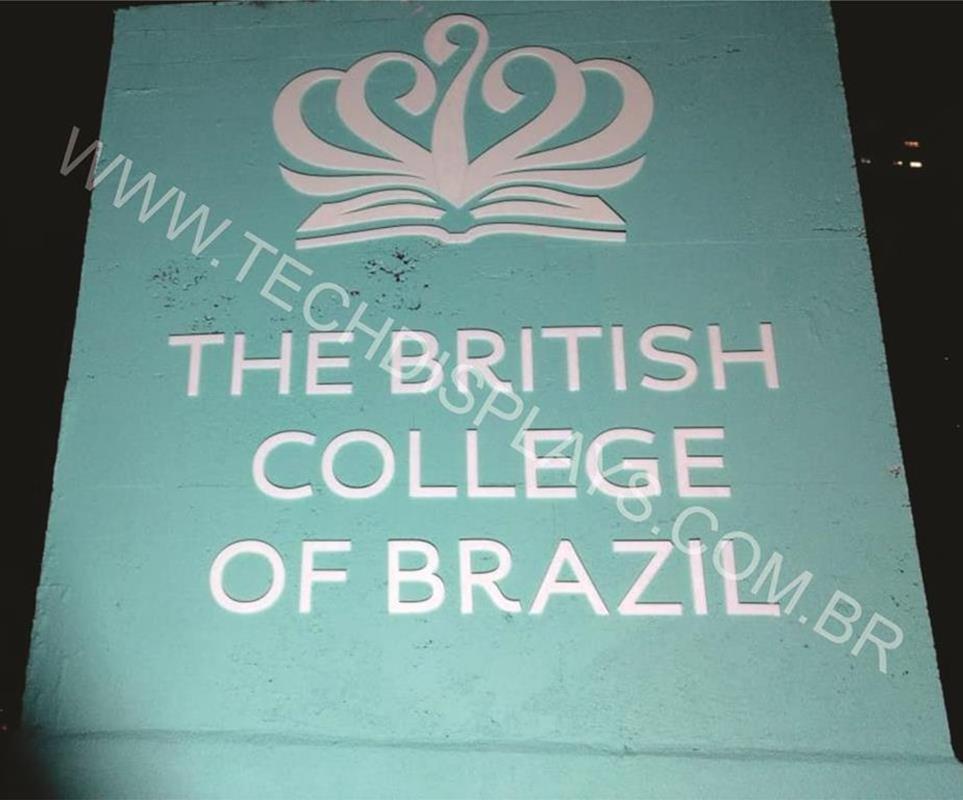 THE BRITISH
COLLEGE
OF BRAZIL
WWW.TECHDISPLAYS.COM.BR